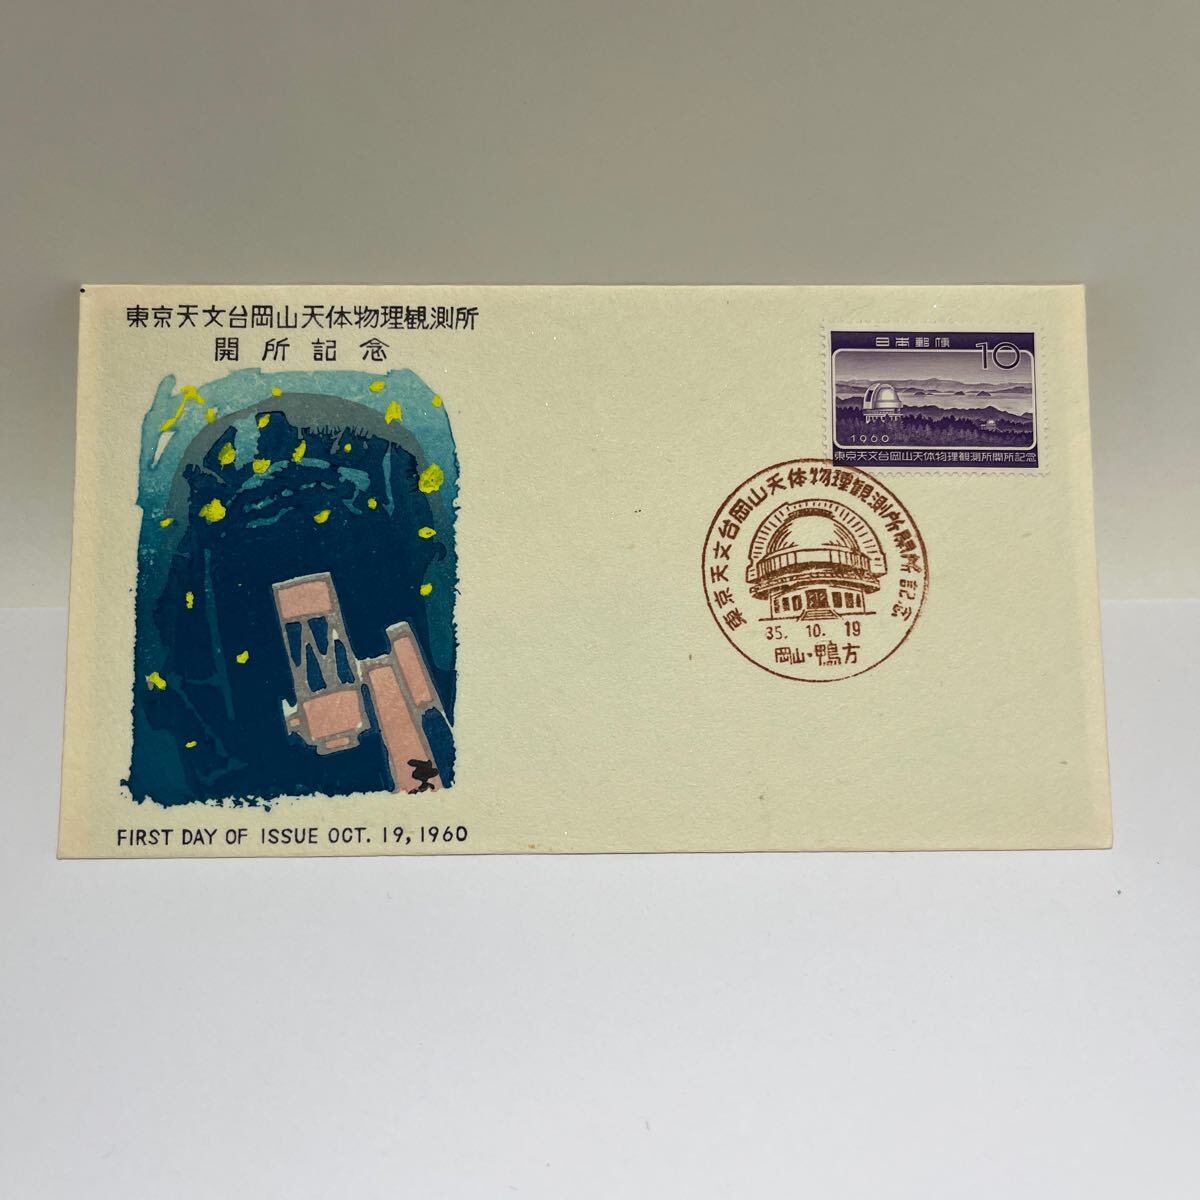 東京天文台岡山天体物理観測所
開所記念
FIRST DAY OF ISSUE OCT. 19, 1960
日本郵便 10
1960
東京天文台岡山天体物理観測所開所記念
東京天文台岡山天体物理観測所開所記念
35. 10. 19
岡山・鴨方